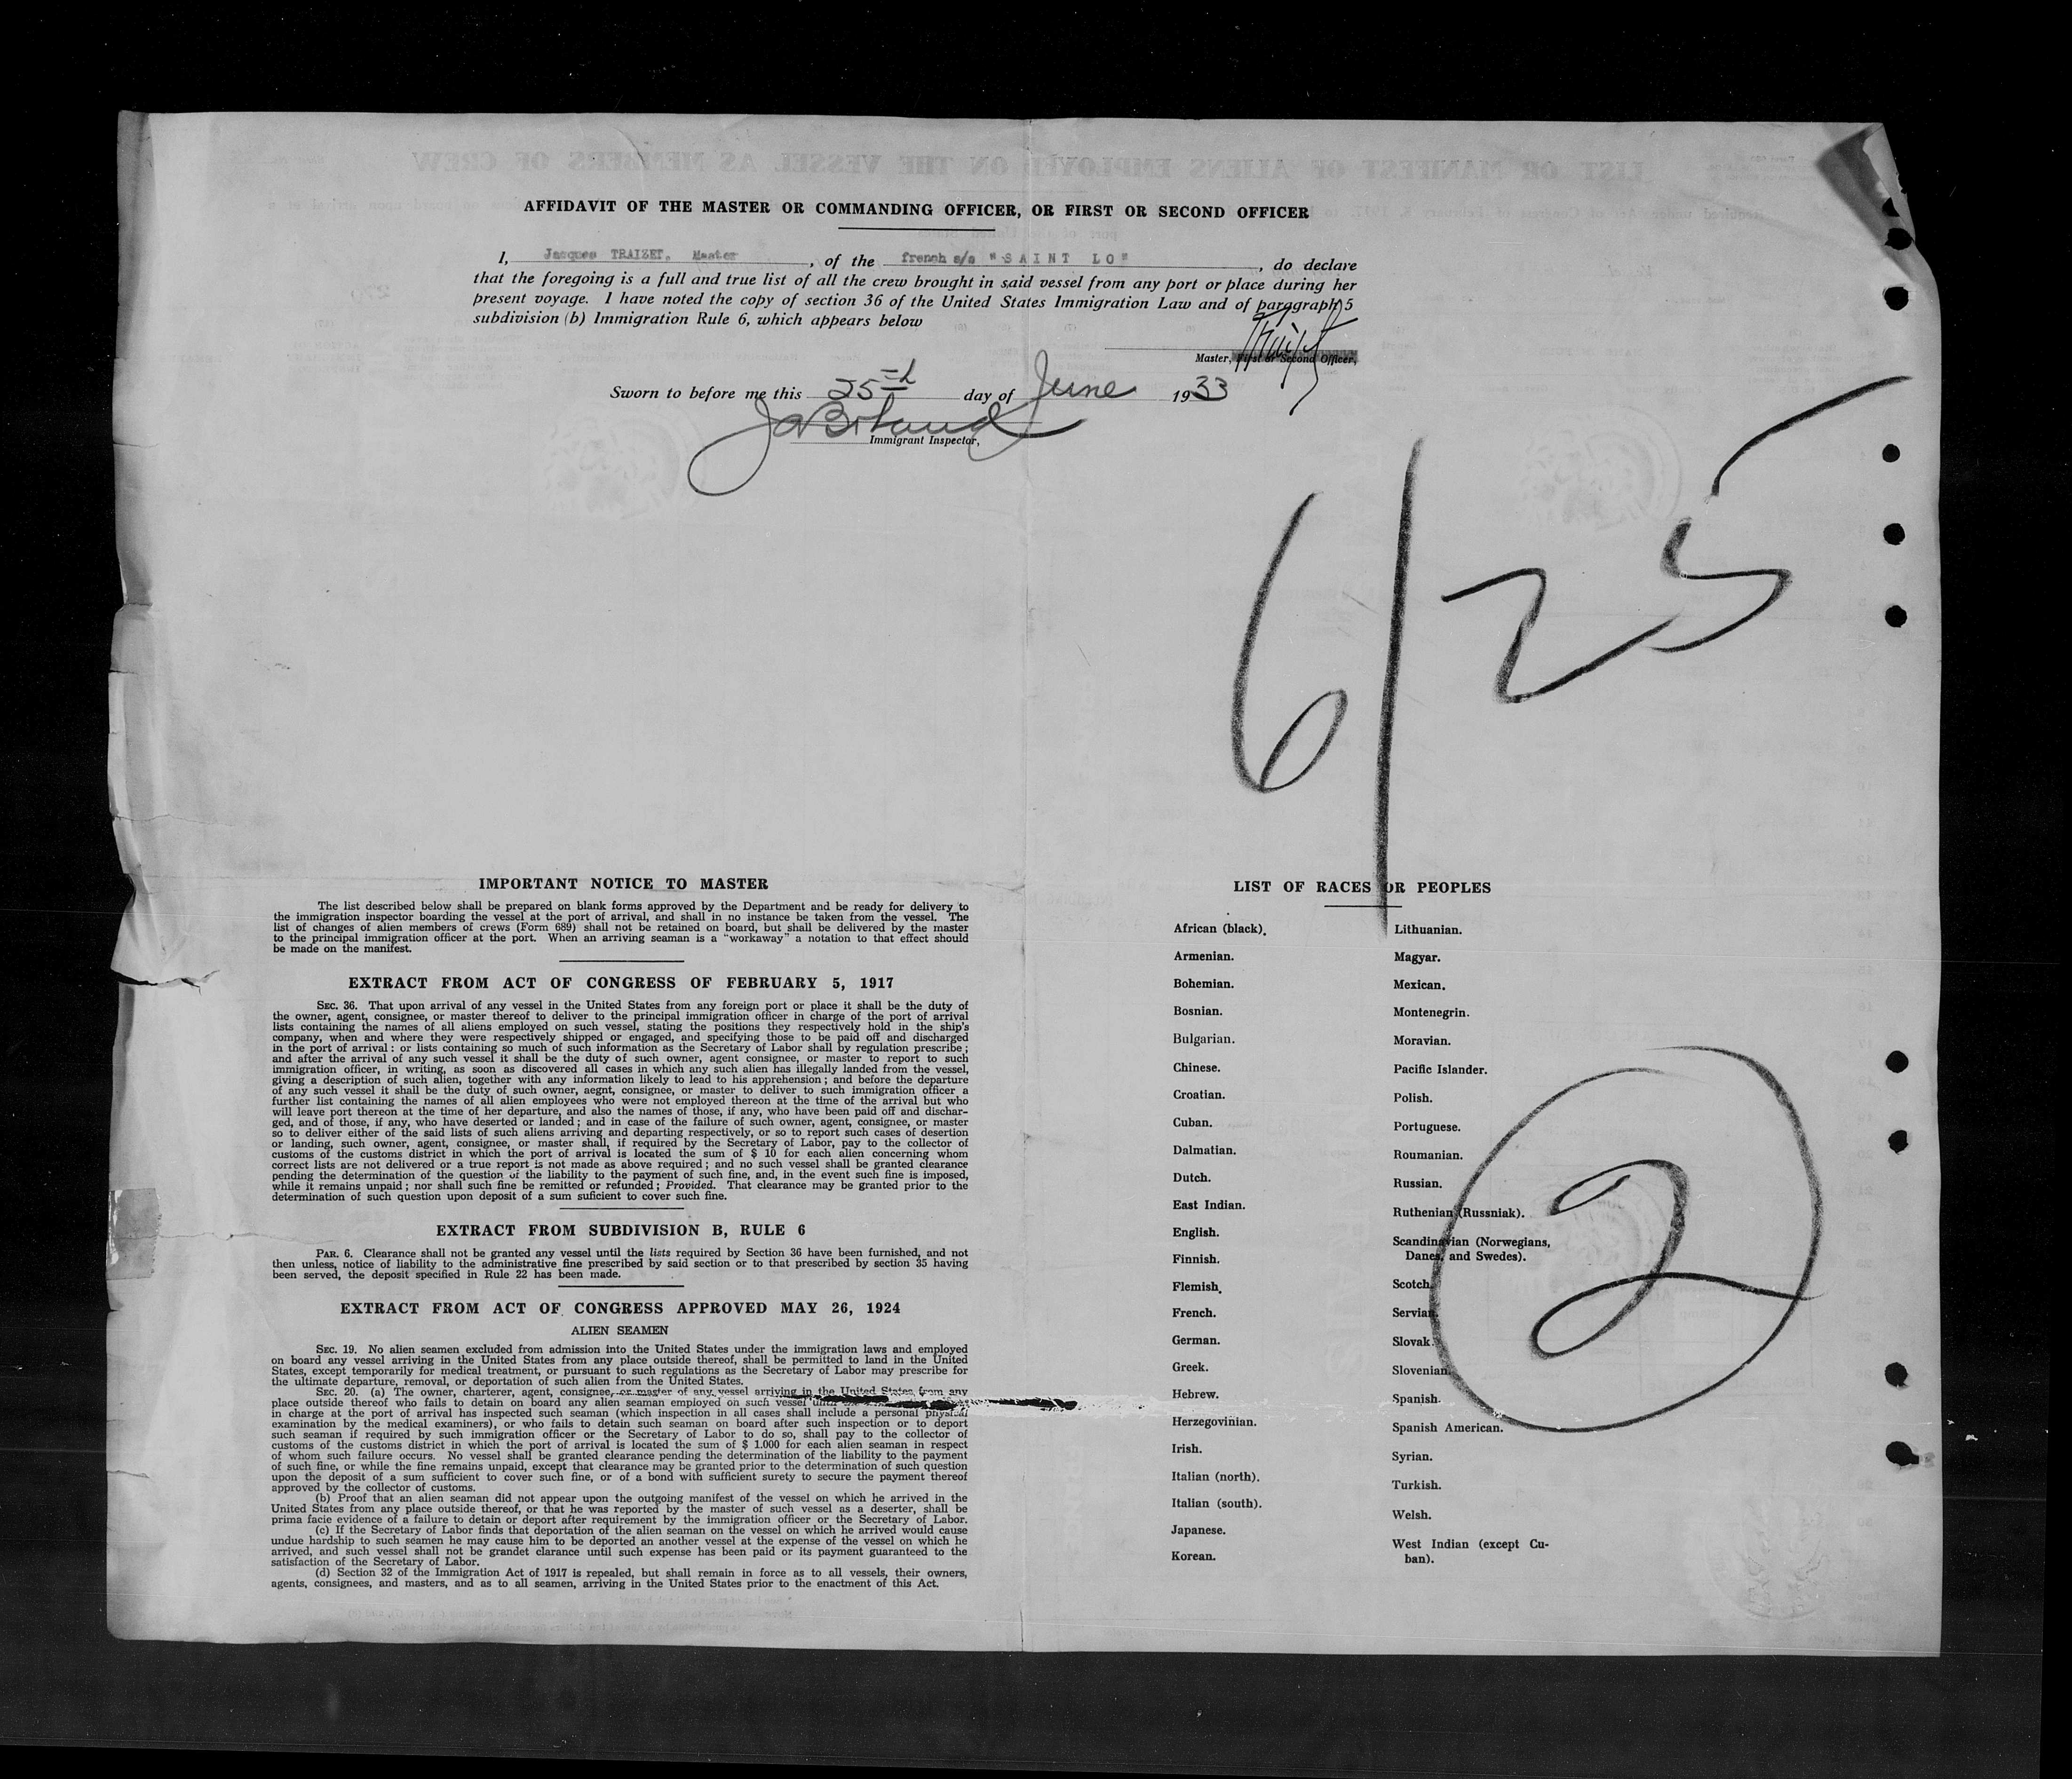 AFFIDAVIT OF THE MASTER OR COMMANDING OFFICER, OR FIRST OR SECOND OFFICER
I, Jacques TRAIZET, Master, of the french s/s "SAINT LO", do declare
that the foregoing is a full and true list of all the crew brought in said vessel from any port or place during her
present voyage. I have noted the copy of section 36 of the United States Immigration Law and of paragraph 5
subdivision (b) Immigration Rule 6, which appears below
Master, First or Second Officer,
Sworn to before me this 25th day of June 1933
Immigrant Inspector,
6/25
IMPORTANT NOTICE TO MASTER
The list described below shall be prepared on blank forms approved by the Department and be ready for delivery to
the immigration inspector boarding the vessel at the port of arrival, and shall in no instance be taken from the vessel. The
list of changes of alien members of crews (Form 689) shall not be retained on board, but shall be delivered by the master
to the principal immigration officer at the port. When an arriving seaman is a "workaway" a notation to that effect should
be made on the manifest.
EXTRACT FROM ACT OF CONGRESS OF FEBRUARY 5, 1917
SEC. 36. That upon arrival of any vessel in the United States from any foreign port or place it shall be the duty of
the owner, agent, consignee, or master thereof to deliver to the principal immigration officer in charge of the port of arrival
lists containing the names of all aliens employed on such vessel, stating the positions they respectively hold in the ship's
company, when and where they were respectively shipped or engaged, and specifying those to be paid off and discharged
in the port of arrival: or lists containing so much of such information as the Secretary of Labor shall by regulation prescribe;
and after the arrival of any such vessel it shall be the duty of such owner, agent consignee, or master to report to such
immigration officer, in writing, as soon as discovered all cases in which any such alien has illegally landed from the vessel,
giving a description of such alien, together with any information likely to lead to his apprehension; and before the departure
of any such vessel it shall be the duty of such owner, aegnt, consignee, or master to deliver to such immigration officer a
further list containing the names of all alien employees who were not employed thereon at the time of the arrival but who
will leave port thereon at the time of her departure, and also the names of those, if any, who have been paid off and dischar-
ged, and of those, if any, who have deserted or landed; and in case of the failure of such owner, agent, consignee, or master
so to deliver either of the said lists of such aliens arriving and departing respectively, or so to report such cases of desertion
or landing, such owner, agent, consignee, or master shall, if required by the Secretary of Labor, pay to the collector of
customs of the customs district in which the port of arrival is located the sum of $ 10 for each alien concerning whom
correct lists are not delivered or a true report is not made as above required; and no such vessel shall be granted clearance
pending the determination of the question of the liability to the payment of such fine, and, in the event such fine is imposed,
while it remains unpaid; nor shall such fine be remitted or refunded; Provided. That clearance may be granted prior to the
determination of such question upon deposit of a sum suficient to cover such fine.
EXTRACT FROM SUBDIVISION B, RULE 6
PAR. 6. Clearance shall not be granted any vessel until the lists required by Section 36 have been furnished, and not
then unless, notice of liability to the administrative fine prescribed by said section or to that prescribed by section 35 having
been served, the deposit specified in Rule 22 has been made.
EXTRACT FROM ACT OF CONGRESS APPROVED MAY 26, 1924
ALIEN SEAMEN
SEC. 19. No alien seamen excluded from admission into the United States under the immigration laws and employed
on board any vessel arriving in the United States from any place outside thereof, shall be permitted to land in the United
States, except temporarily for medical treatment, or pursuant to such regulations as the Secretary of Labor may prescribe for
the ultimate departure, removal, or deportation of such alien from the United States.
SEC. 20. (a) The owner, charterer, agent, consignee, or master of any vessel arriving in the United States from any
place outside thereof who fails to detain on board any alien seaman employed on such vessel until
in charge at the port of arrival has inspected such seaman (which inspection in all cases shall include a personal physical
examination by the medical examiners), or who fails to detain such seaman on board after such inspection or to deport
such seaman if required by such immigration officer or the Secretary of Labor to do so, shall pay to the collector of
customs of the customs district in which the port of arrival is located the sum of $ 1.000 for each alien seaman in respect
of whom such failure occurs. No vessel shall be granted clearance pending the determination of the liability to the payment
of such fine, or while the fine remains unpaid, except that clearance may be granted prior to the determination of such question
upon the deposit of a sum sufficient to cover such fine, or of a bond with sufficient surety to secure the payment thereof
approved by the collector of customs.
(b) Proof that an alien seaman did not appear upon the outgoing manifest of the vessel on which he arrived in the
United States from any place outside thereof, or that he was reported by the master of such vessel as a deserter, shall be
prima facie evidence of a failure to detain or deport after requirement by the immigration officer or the Secretary of Labor.
(c) If the Secretary of Labor finds that deportation of the alien seaman on the vessel on which he arrived would cause
undue hardship to such seamen he may cause him to be deported an another vessel at the expense of the vessel on which he
arrived, and such vessel shall not be grandet clarance until such expense has been paid or its payment guaranteed to the
satisfaction of the Secretary of Labor.
(d) Section 32 of the Immigration Act of 1917 is repealed, but shall remain in force as to all vessels, their owners,
agents, consignees, and masters, and as to all seamen, arriving in the United States prior to the enactment of this Act.
LIST OF RACES OR PEOPLES
African (black).
Armenian.
Bohemian.
Bosnian.
Bulgarian.
Chinese.
Croatian.
Cuban.
Dalmatian.
Dutch.
East Indian.
English.
Finnish.
Flemish.
French.
German.
Greek.
Hebrew.
Herzegovinian.
Irish.
Italian (north).
Italian (south).
Japanese.
Korean.
Lithuanian.
Magyar.
Mexican.
Montenegrin.
Moravian.
Pacific Islander.
Polish.
Portuguese.
Roumanian.
Russian.
Ruthenian (Russniak).
Scandinavian (Norwegians,
Danes, and Swedes).
Scotch.
Servian.
Slovak.
Slovenian.
Spanish.
Spanish American.
Syrian.
Turkish.
Welsh.
West Indian (except Cu-
ban).
2